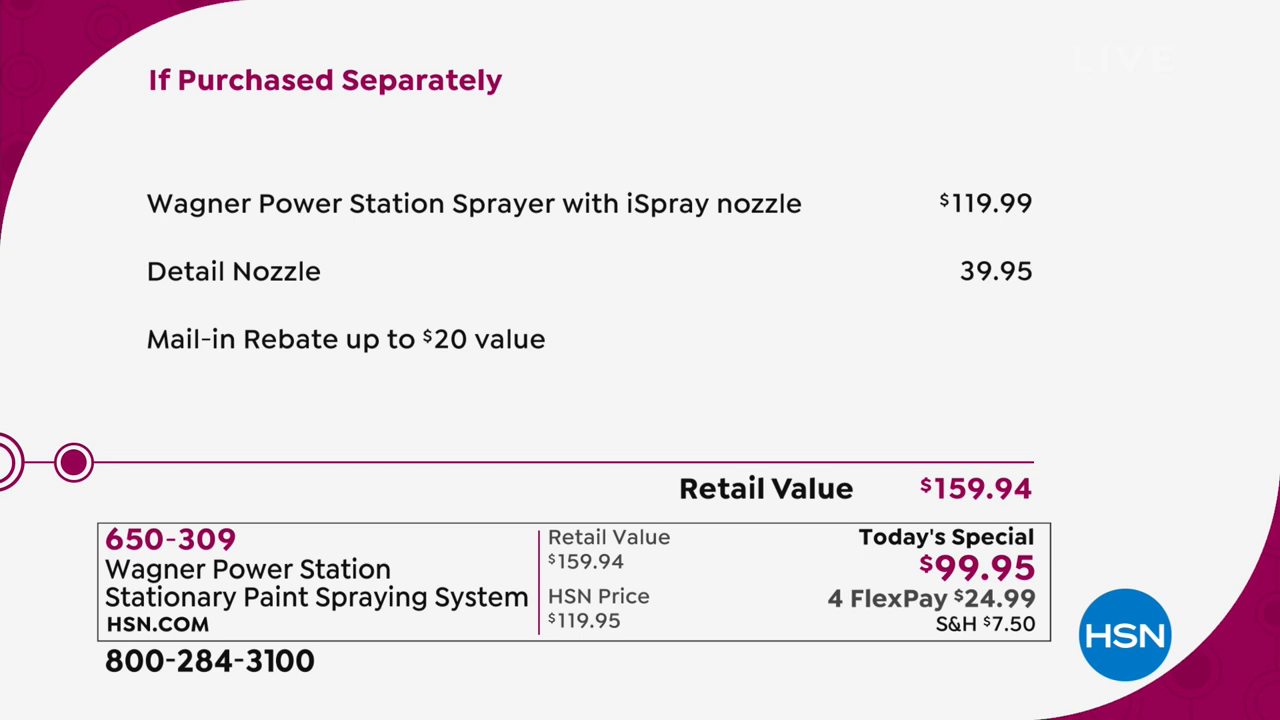 LIVE
If Purchased Separately
Wagner Power Station Sprayer with iSpray nozzle $119.99
Detail Nozzle 39.95
Mail-in Rebate up to $20 value
Retail Value $159.94
650-309
Wagner Power Station
Stationary Paint Spraying System
HSN.COM
Retail Value
$159.94
HSN Price
$119.95
Today's Special
$99.95
4 FlexPay $24.99
S&H $7.50
HSN
800-284-3100